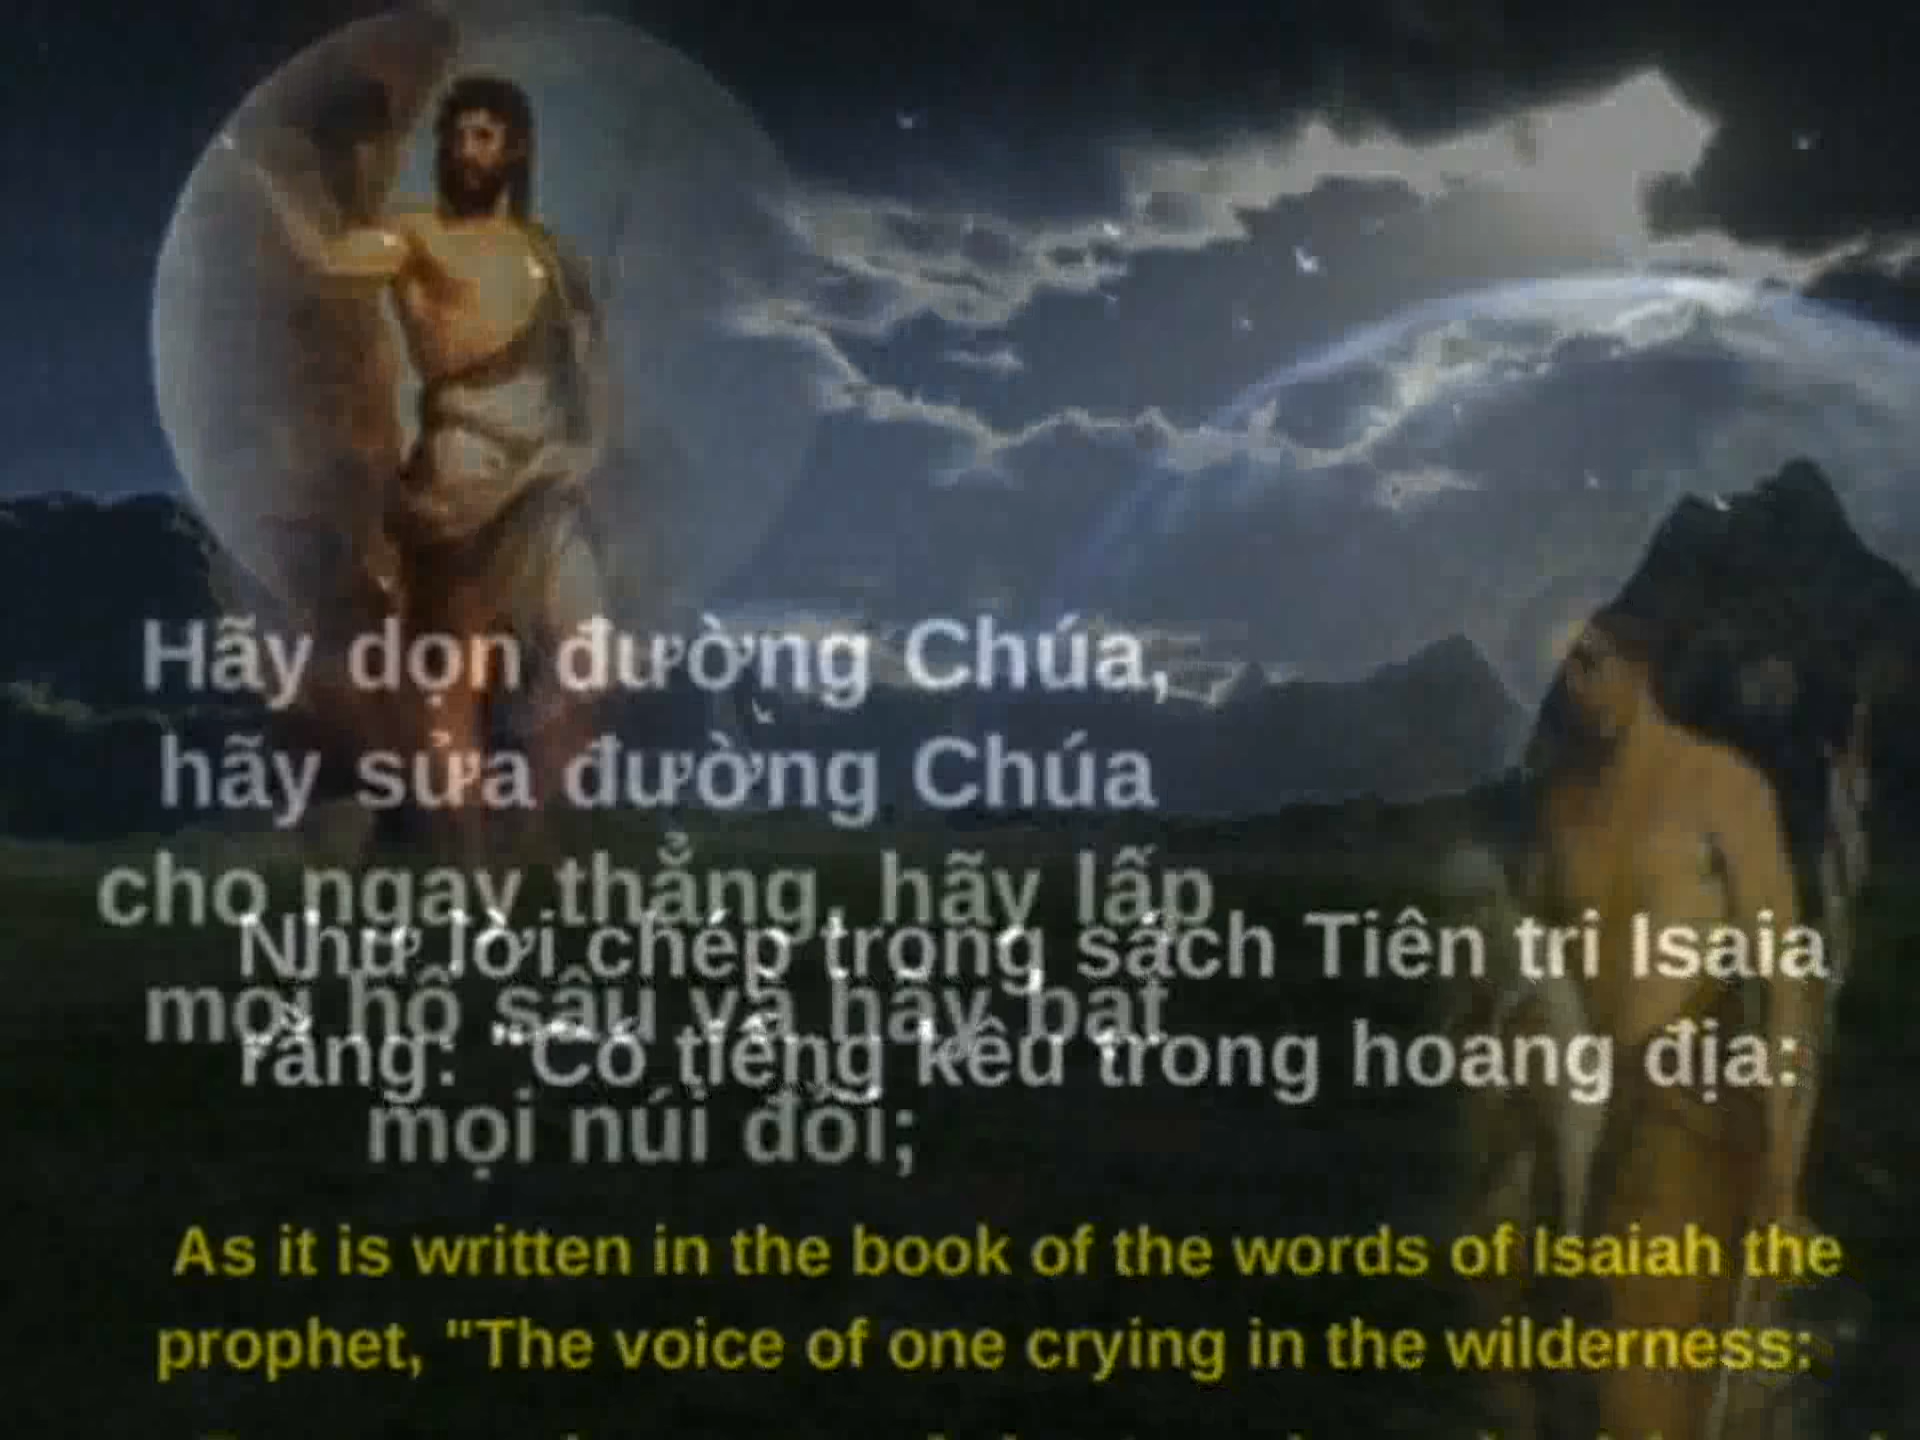 Hãy dọn đường Chúa,
hãy sửa đường Chúa
cho ngay thẳng, hãy lấp
mọi hố sâu và hãy bạt
mọi núi đồi;
Như lời chép trong sách Tiên tri Isaia
rằng: "Có tiếng kêu trong hoang địa:
As it is written in the book of the words of Isaiah the
prophet, "The voice of one crying in the wilderness: